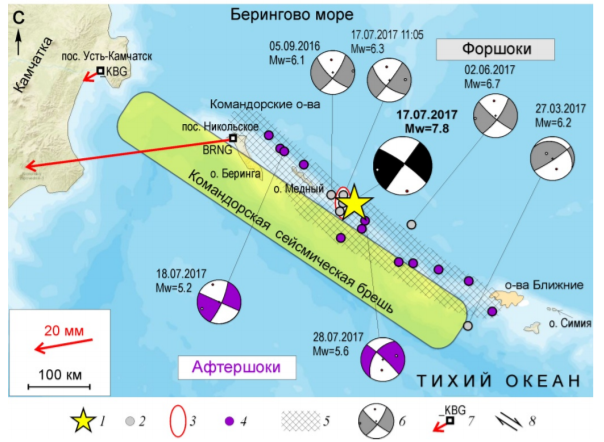 Берингово море
С
Камчатка
пос. Усть-Камчатск
KBG
05.09.2016
Mw=6.1
17.07.2017 11:05
Mw=6.3
Форшоки
02.06.2017
Mw=6.7
27.03.2017
Mw=6.2
17.07.2017
Mw=7.8
Командорские о-ва
пос. Никольское
BRNG
о. Беринга
о. Медный
Командорская сейсмическая брешь
18.07.2017
Mw=5.2
о-ва Ближние
о. Симия
28.07.2017
Mw=5.6
Афтершоки
20 мм
100 км
ТИХИЙ ОКЕАН
1 2 3 4 5 6 KBG 7 8